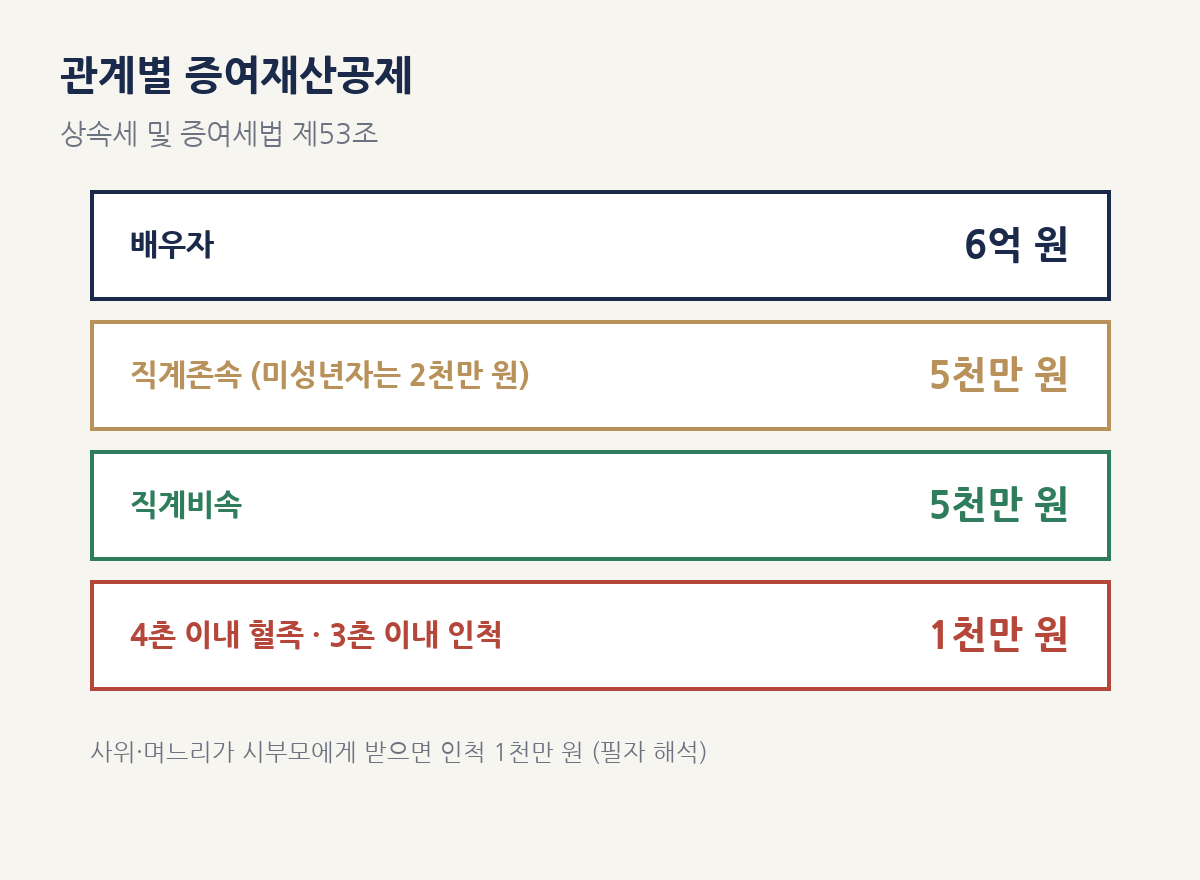 관계별 증여재산공제
상속세 및 증여세법 제53조
배우자 6억 원
직계존속 (미성년자는 2천만 원) 5천만 원
직계비속 5천만 원
4촌 이내 혈족 · 3촌 이내 인척 1천만 원
사위·며느리가 시부모에게 받으면 인척 1천만 원 (필자 해석)